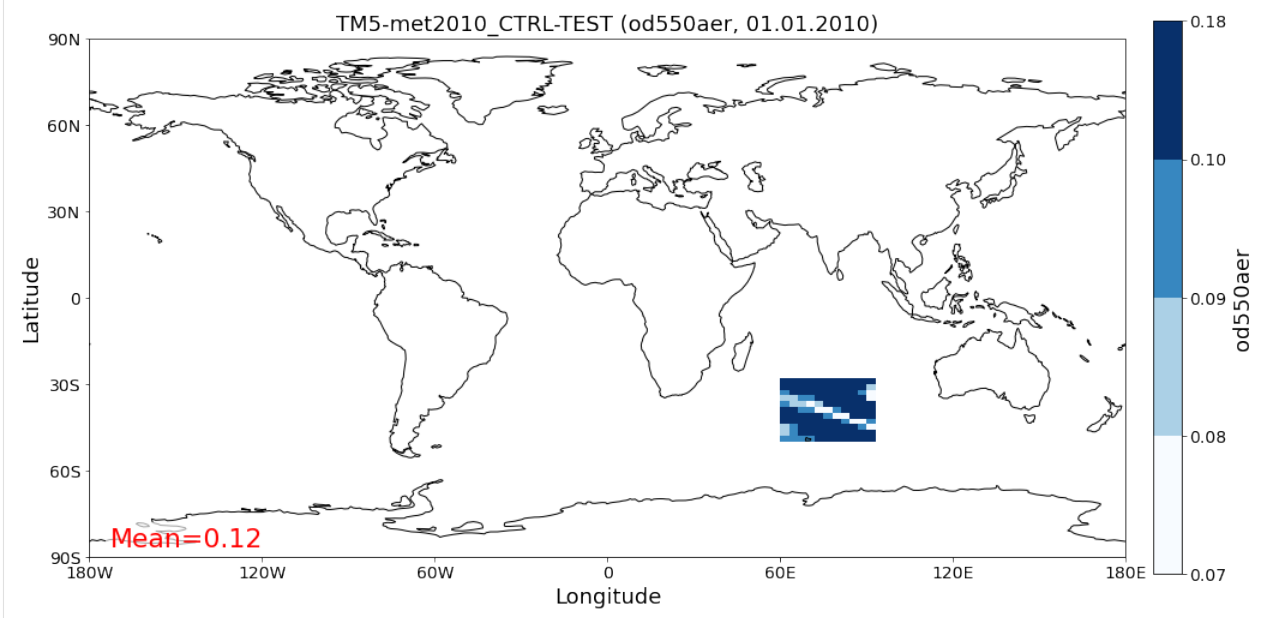 TM5-met2010_CTRL-TEST (od550aer, 01.01.2010)
90N
60N
30N
0
30S
60S
90S
Latitude
180W
120W
60W
0
60E
120E
180E
Longitude
Mean=0.12
0.18
0.10
0.09
0.08
0.07
od550aer